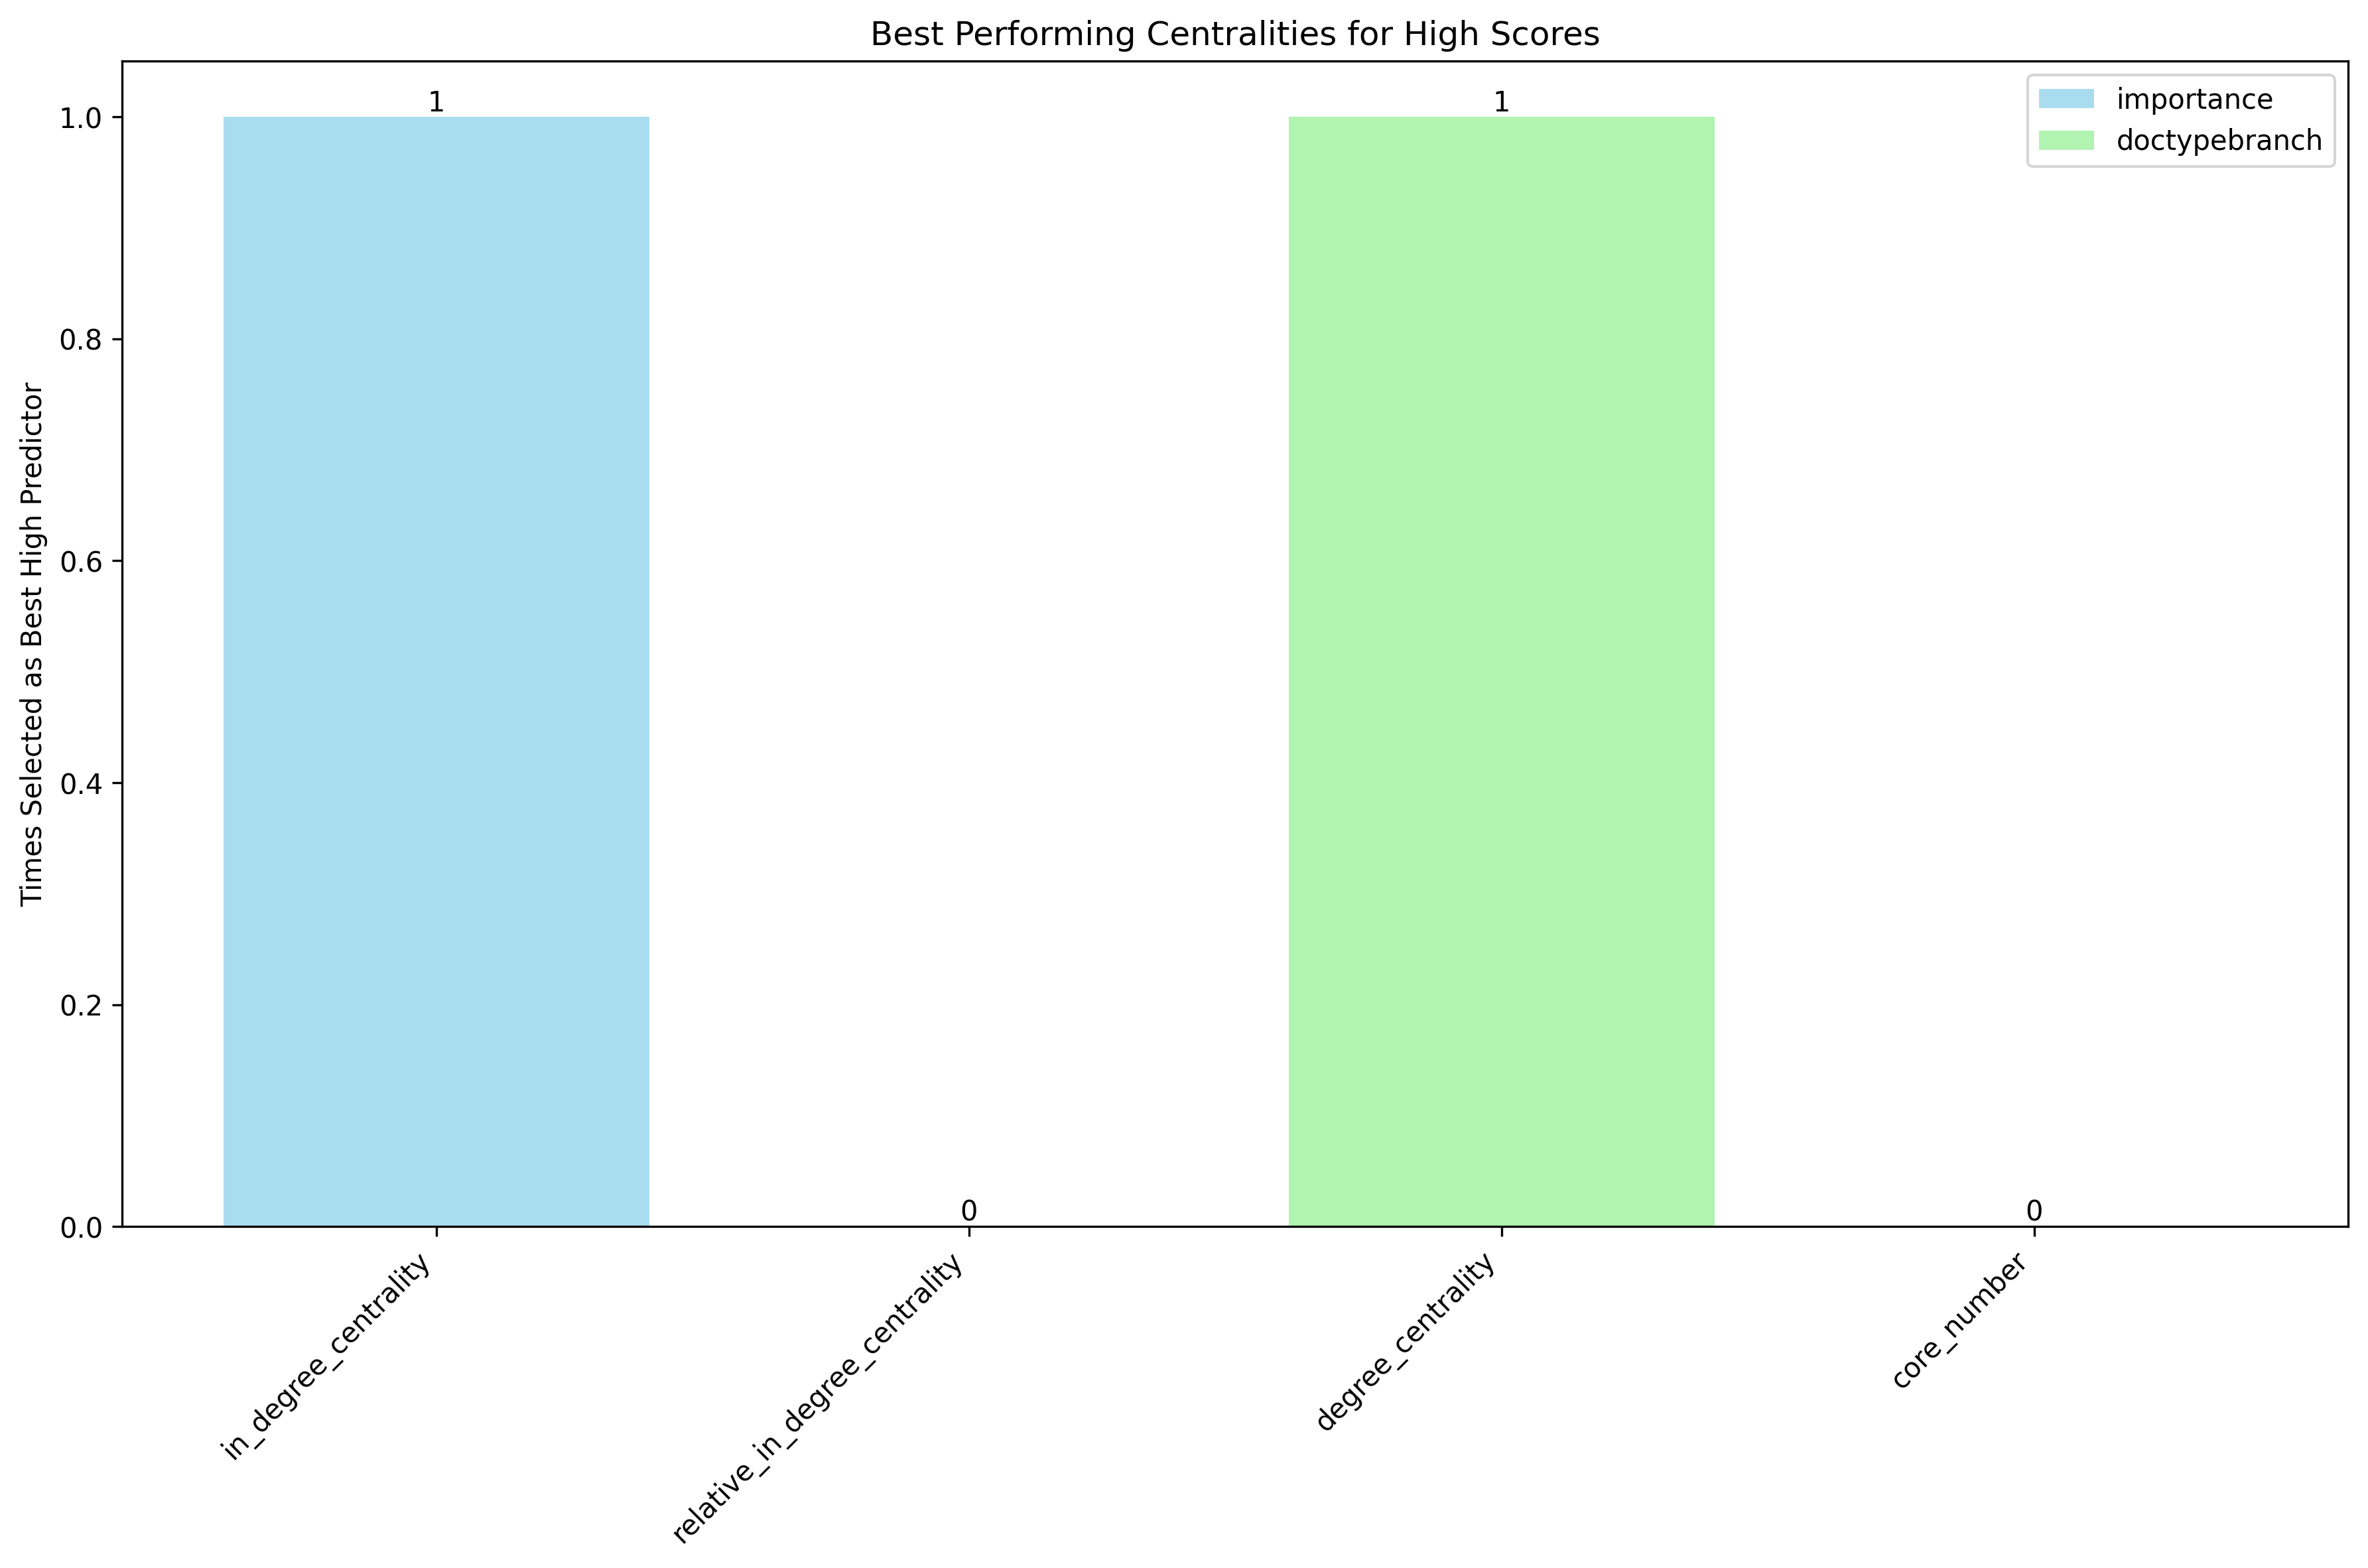 Best Performing Centralities for High Scores
importance
doctypebranch
Times Selected as Best High Predictor
1.0
0.8
0.6
0.4
0.2
0.0
1
0
1
0
in_degree_centrality
relative_in_degree_centrality
degree_centrality
core_number